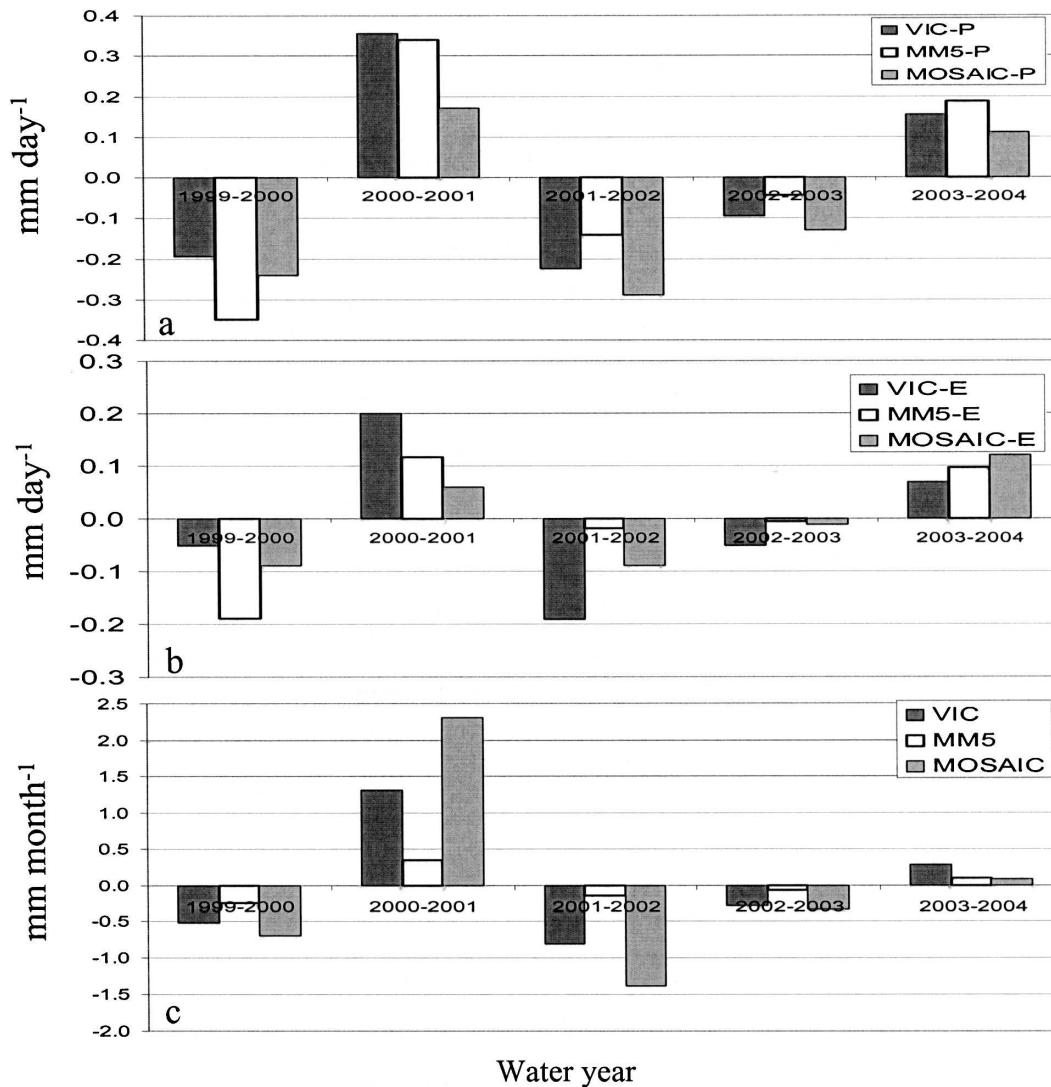 mm day-1
0.4
0.3
0.2
0.1
0.0
-0.1
-0.2
-0.3
-0.4
VIC-P
MM5-P
MOSAIC-P
1999-2000
2000-2001
2001-2002
2002-2003
2003-2004
a
mm day-1
0.3
0.2
0.1
0.0
-0.1
-0.2
-0.3
VIC-E
MM5-E
MOSAIC-E
1999-2000
2000-2001
2001-2002
2002-2003
2003-2004
b
mm month-1
2.5
2.0
1.5
1.0
0.5
0.0
-0.5
-1.0
-1.5
-2.0
VIC
MM5
MOSAIC
1999-2000
2000-2001
2001-2002
2002-2003
2003-2004
c
Water year